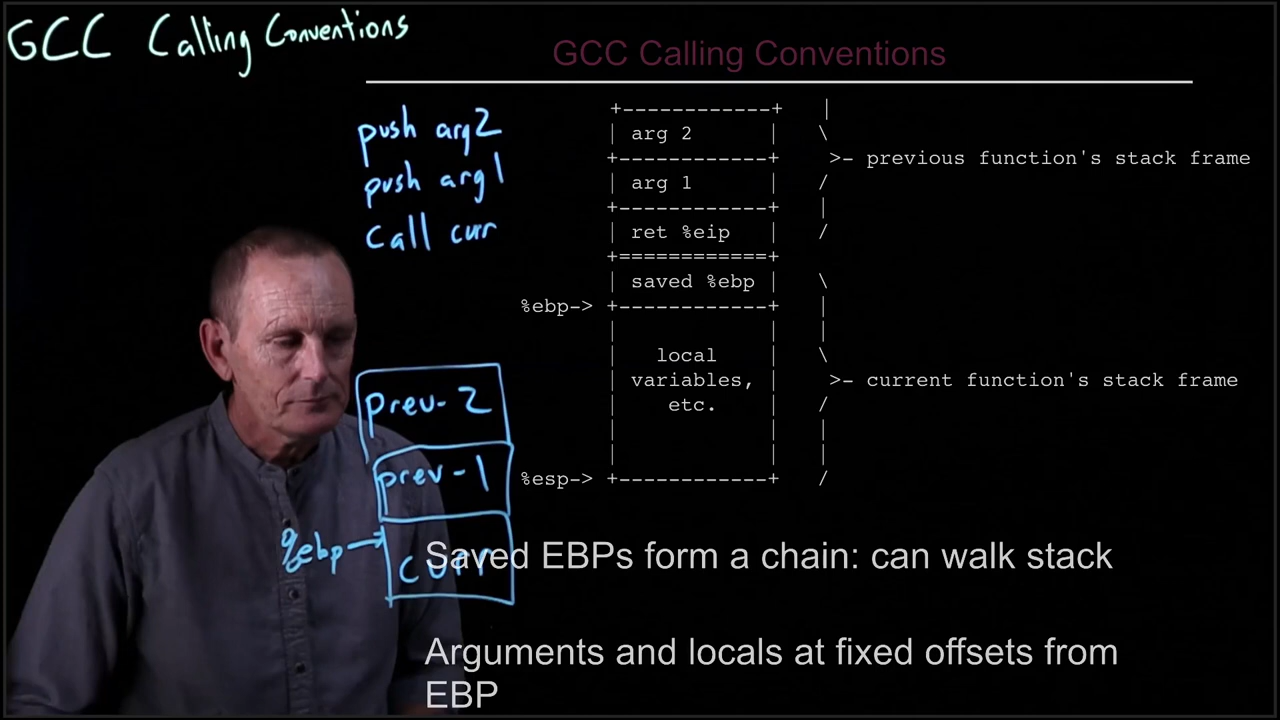 GCC Calling Conventions
GCC Calling Conventions
push arg2
push arg1
Call curr
+------------+ |
| arg 2 | \
+------------+ >- previous function's stack frame
| arg 1 | /
+------------+ |
| ret %eip | /
+============+
| saved %ebp | \
%ebp-> +------------+ |
| | |
| local | \
| variables, | >- current function's stack frame
| etc. | /
| | |
| | |
%esp-> +------------+ /
prev-2
prev-1
%ebp→
curr
Saved EBPs form a chain: can walk stack
Arguments and locals at fixed offsets from
EBP